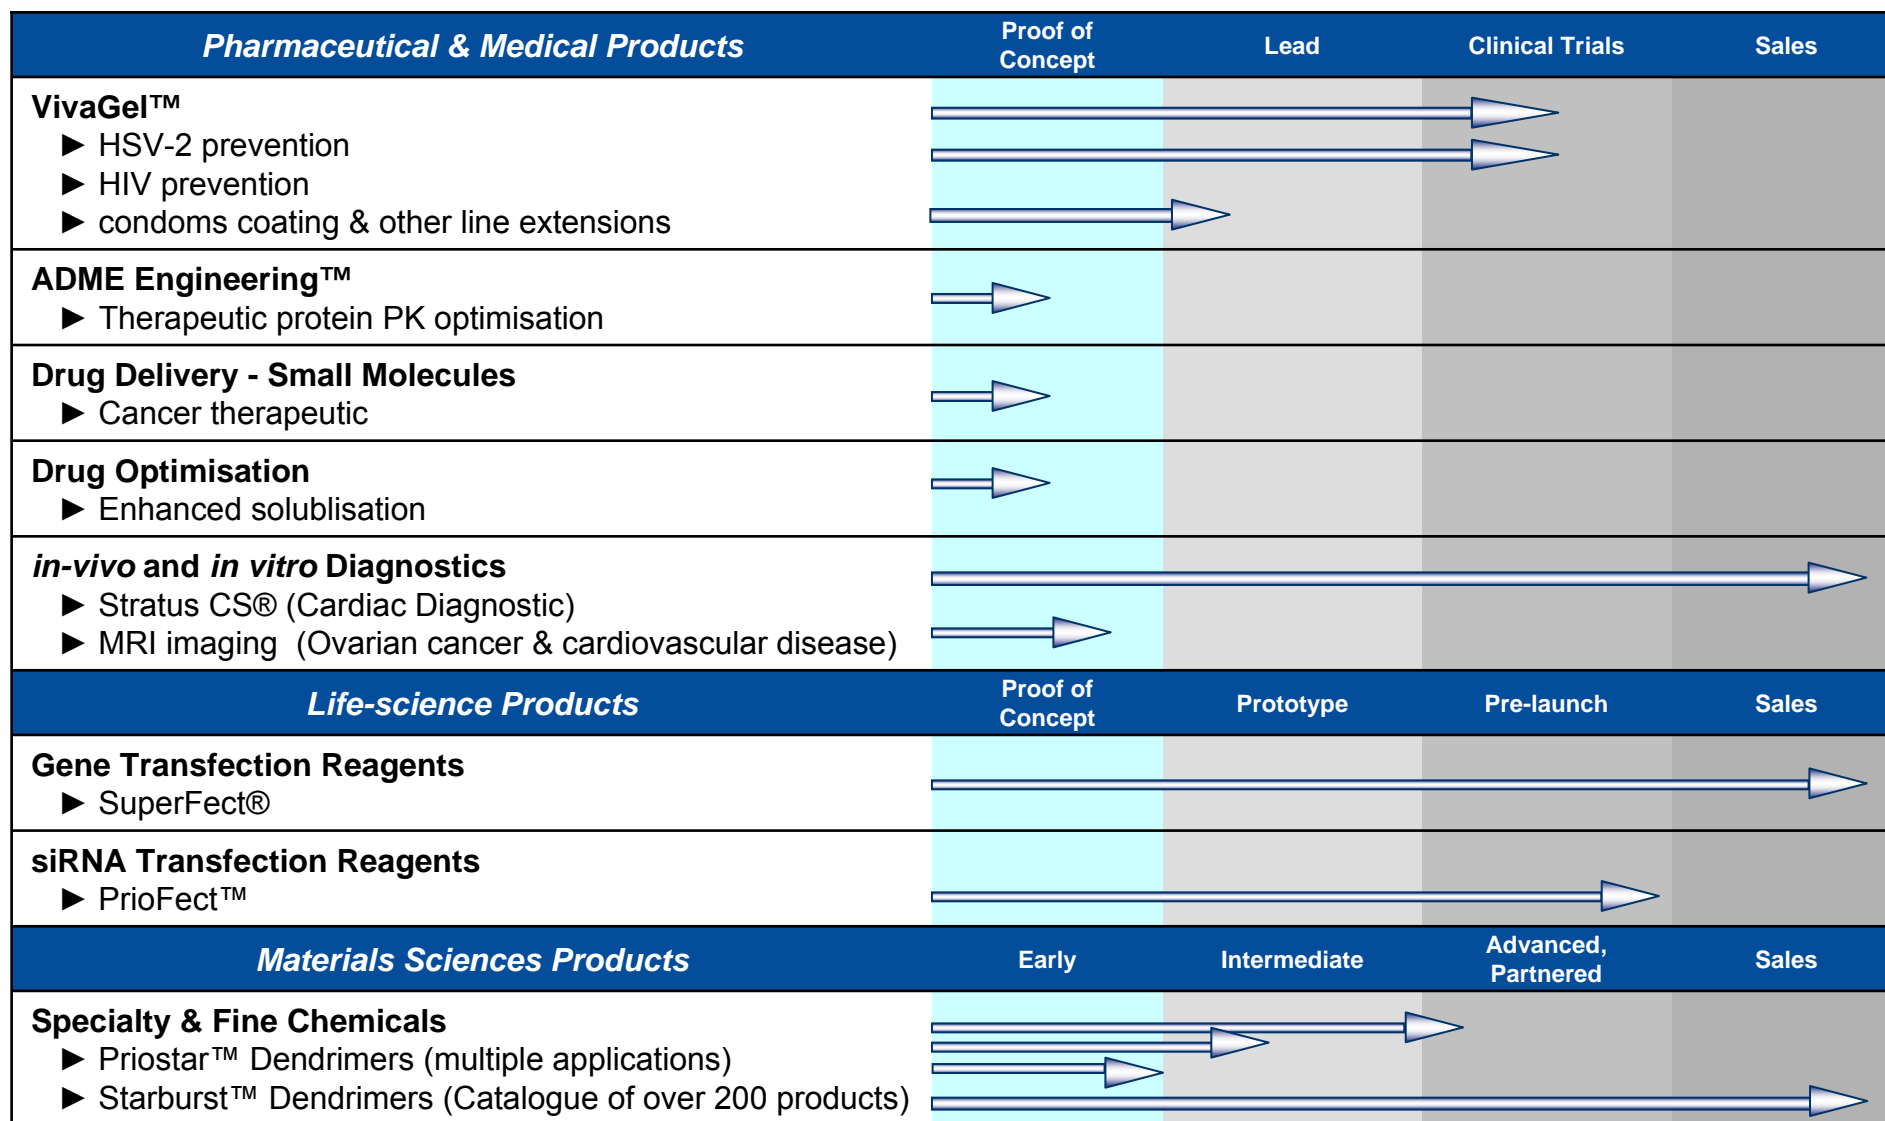 Pharmaceutical & Medical Products
Proof of
Concept
Lead
Clinical Trials
Sales
VivaGel™
► HSV-2 prevention
► HIV prevention
► condoms coating & other line extensions
ADME Engineering™
► Therapeutic protein PK optimisation
Drug Delivery - Small Molecules
► Cancer therapeutic
Drug Optimisation
► Enhanced solublisation
in-vivo and in vitro Diagnostics
► Stratus CS® (Cardiac Diagnostic)
► MRI imaging (Ovarian cancer & cardiovascular disease)
Life-science Products
Proof of
Concept
Prototype
Pre-launch
Sales
Gene Transfection Reagents
► SuperFect®
siRNA Transfection Reagents
► PrioFect™
Materials Sciences Products
Early
Intermediate
Advanced,
Partnered
Sales
Specialty & Fine Chemicals
► Priostar™ Dendrimers (multiple applications)
► Starburst™ Dendrimers (Catalogue of over 200 products)